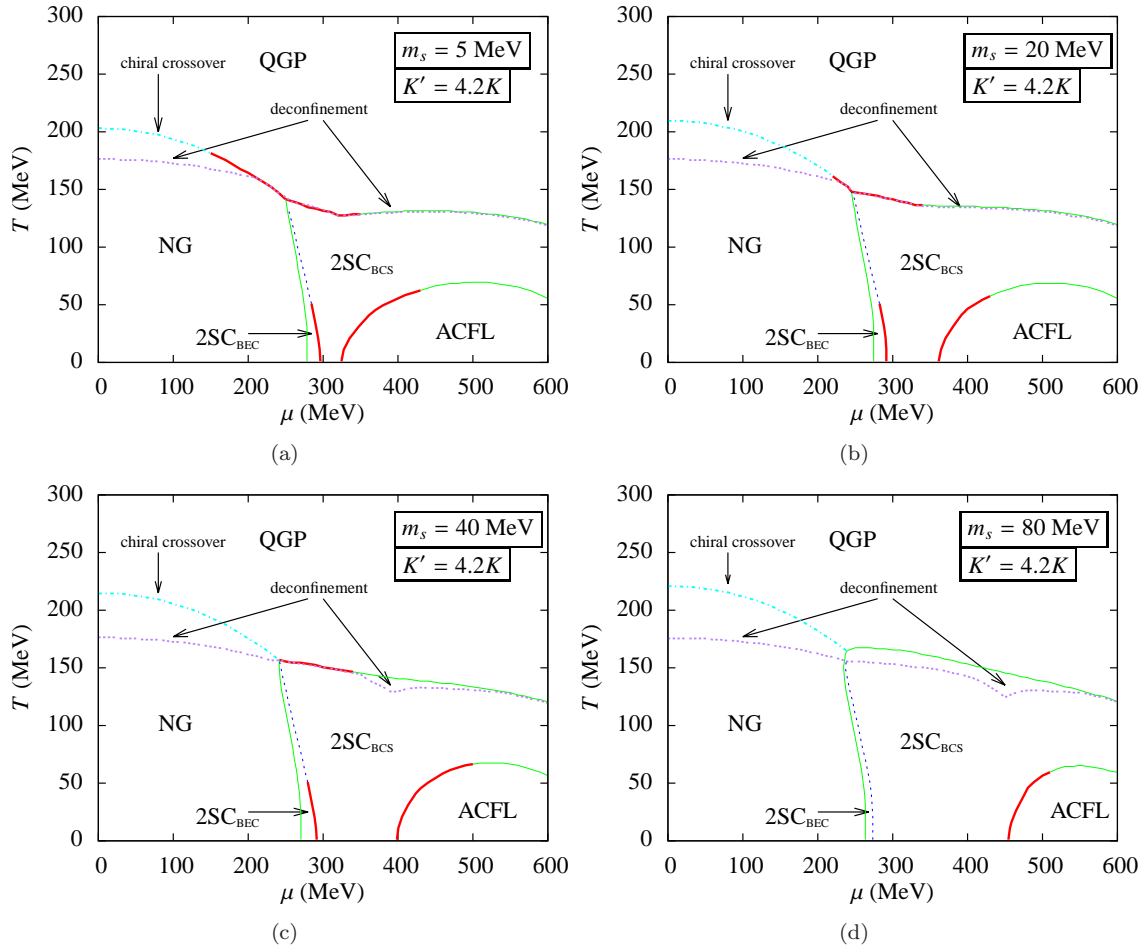 300
250
200
150
100
50
0
T (MeV)
0 100 200 300 400 500 600
μ (MeV)
chiral crossover
QGP
m_s = 5 MeV
K′ = 4.2K
deconfinement
NG
2SC_BCS
2SC_BEC
ACFL
(a)
300
250
200
150
100
50
0
T (MeV)
0 100 200 300 400 500 600
μ (MeV)
chiral crossover
QGP
m_s = 20 MeV
K′ = 4.2K
deconfinement
NG
2SC_BCS
2SC_BEC
ACFL
(b)
300
250
200
150
100
50
0
T (MeV)
0 100 200 300 400 500 600
μ (MeV)
chiral crossover
QGP
m_s = 40 MeV
K′ = 4.2K
deconfinement
NG
2SC_BCS
2SC_BEC
ACFL
(c)
300
250
200
150
100
50
0
T (MeV)
0 100 200 300 400 500 600
μ (MeV)
chiral crossover
QGP
m_s = 80 MeV
K′ = 4.2K
deconfinement
NG
2SC_BCS
2SC_BEC
ACFL
(d)